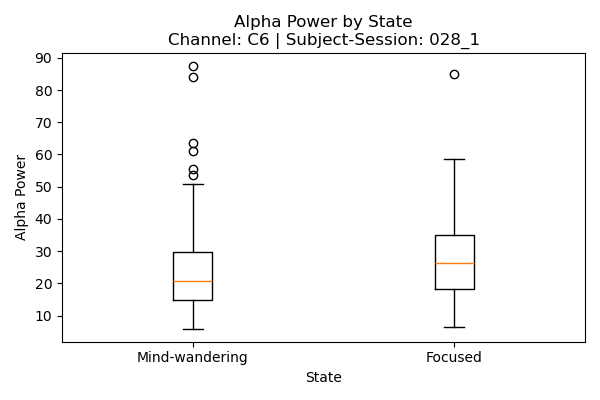 Alpha Power by State
Channel: C6 | Subject-Session: 028_1
90
80
70
60
50
40
30
20
10
Alpha Power
Mind-wandering
Focused
State